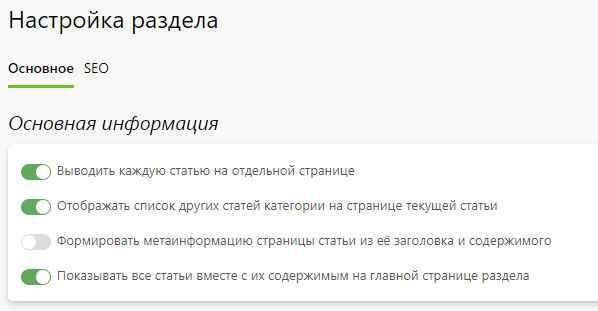 Настройка раздела
Основное SEO
Основная информация
Выводить каждую статью на отдельной странице
Отображать список других статей категории на странице текущей статьи
Формировать метаинформацию страницы статьи из её заголовка и содержимого
Показывать все статьи вместе с их содержимым на главной странице раздела